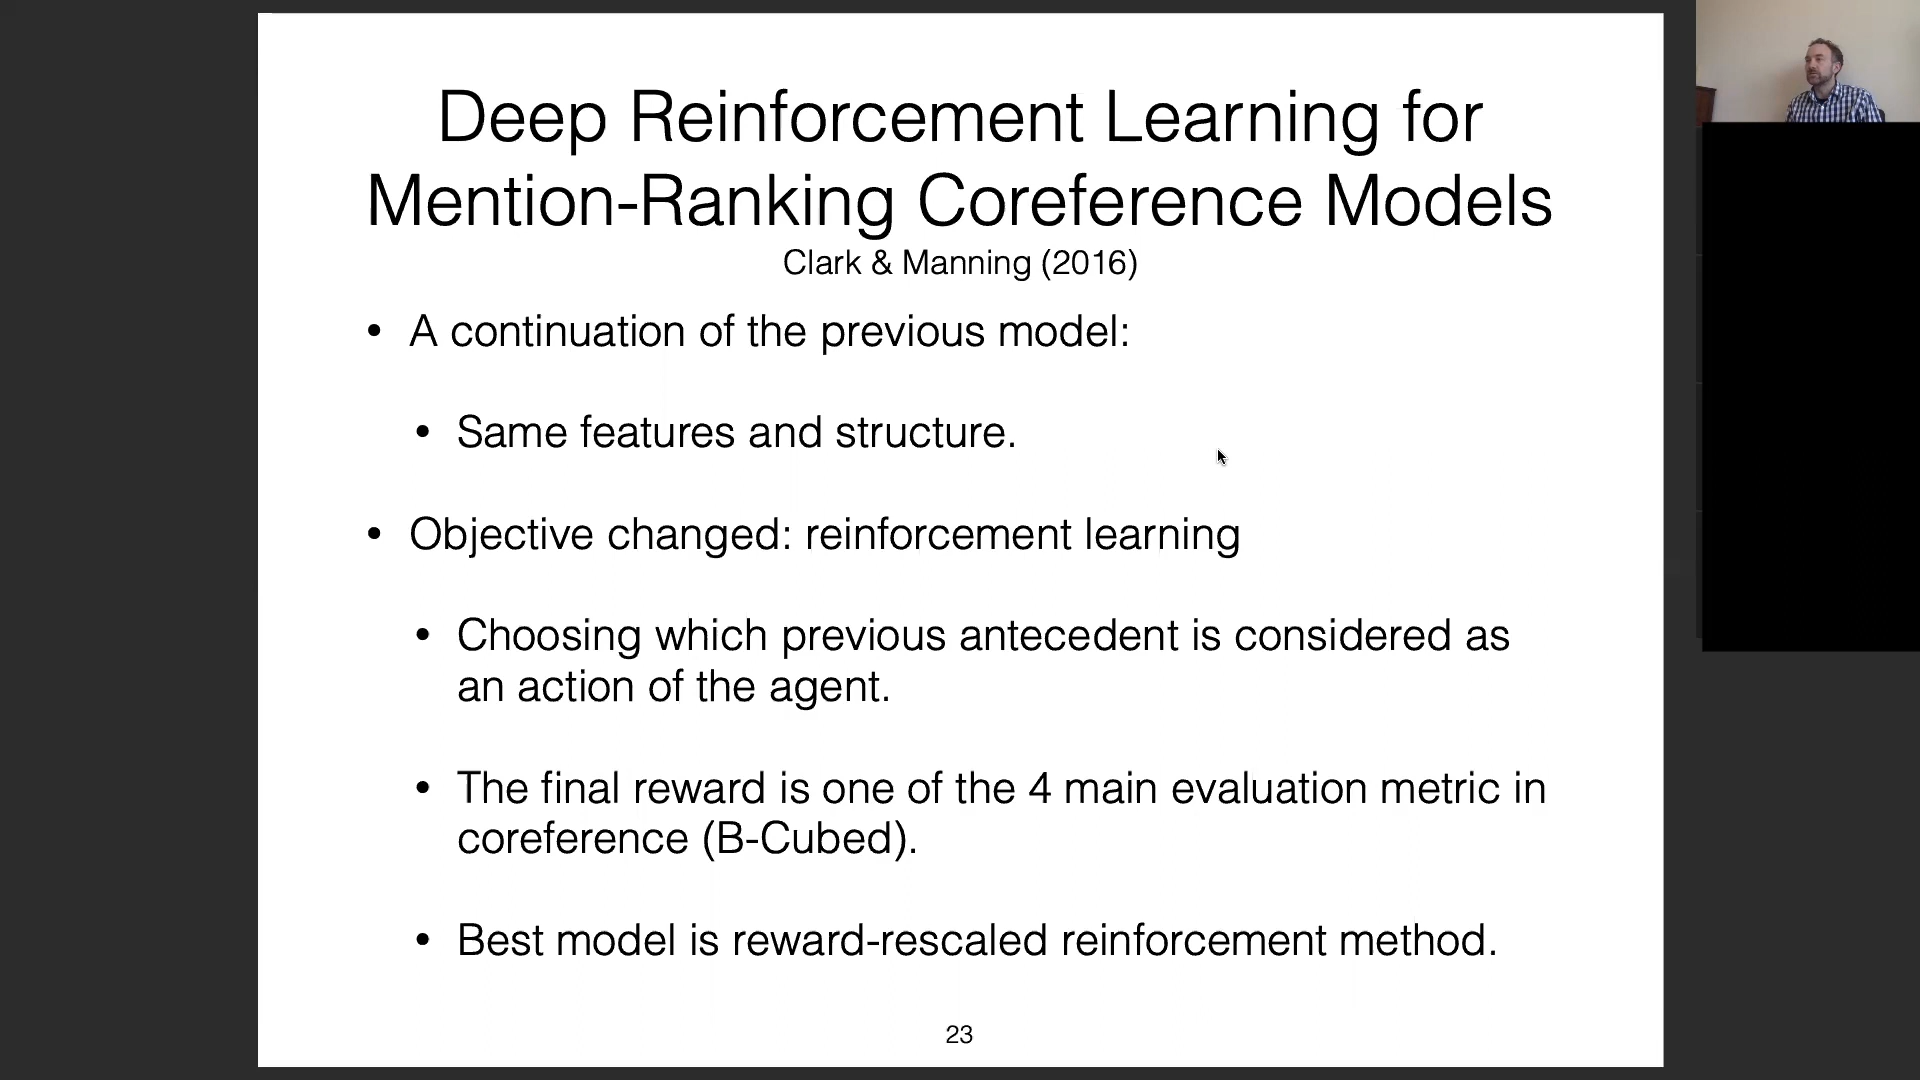 Deep Reinforcement Learning for
Mention-Ranking Coreference Models
Clark & Manning (2016)
• A continuation of the previous model:
• Same features and structure.
• Objective changed: reinforcement learning
• Choosing which previous antecedent is considered as
an action of the agent.
• The final reward is one of the 4 main evaluation metric in
coreference (B-Cubed).
• Best model is reward-rescaled reinforcement method.
23